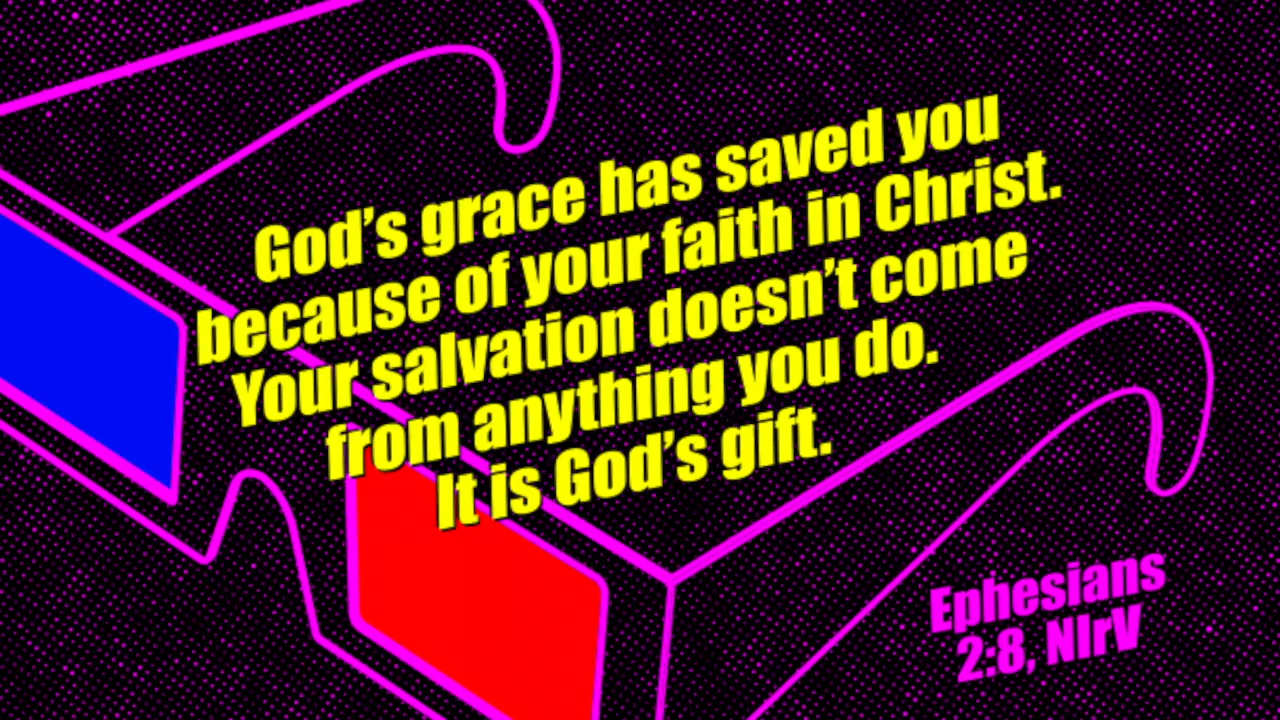 God's grace has saved you
because of your faith in Christ.
Your salvation doesn't come
from anything you do.
It is God's gift.
Ephesians
2:8, NIrV